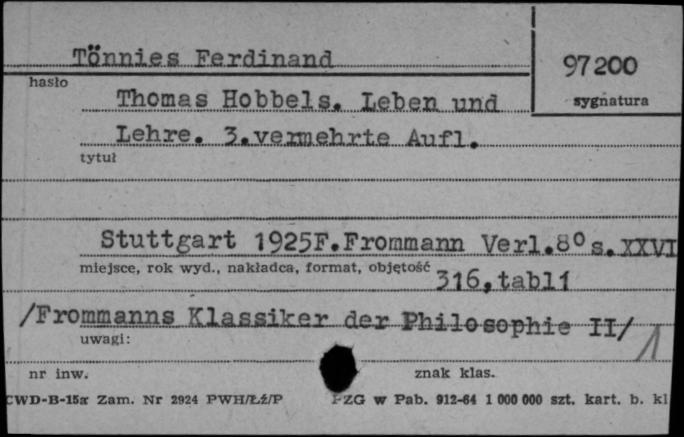 Tönnies Ferdinand
97200
hasło
sygnatura
Thomas Hobbels. Leben und
Lehre. 3.vermehrte Aufl.
tytuł
Stuttgart 1925F.Frommann Verl.8° s.XXVI
miejsce, rok wyd., nakładca, format, objętość
316,tabl1
/Frommanns Klassiker der Philosophie II/
1
uwagi:
nr inw.
znak klas.
CWD-B-15a Zam. Nr 2924 PWH/Łź/P
PZG w Pab. 912-64 1 000 000 szt. kart. b. kl